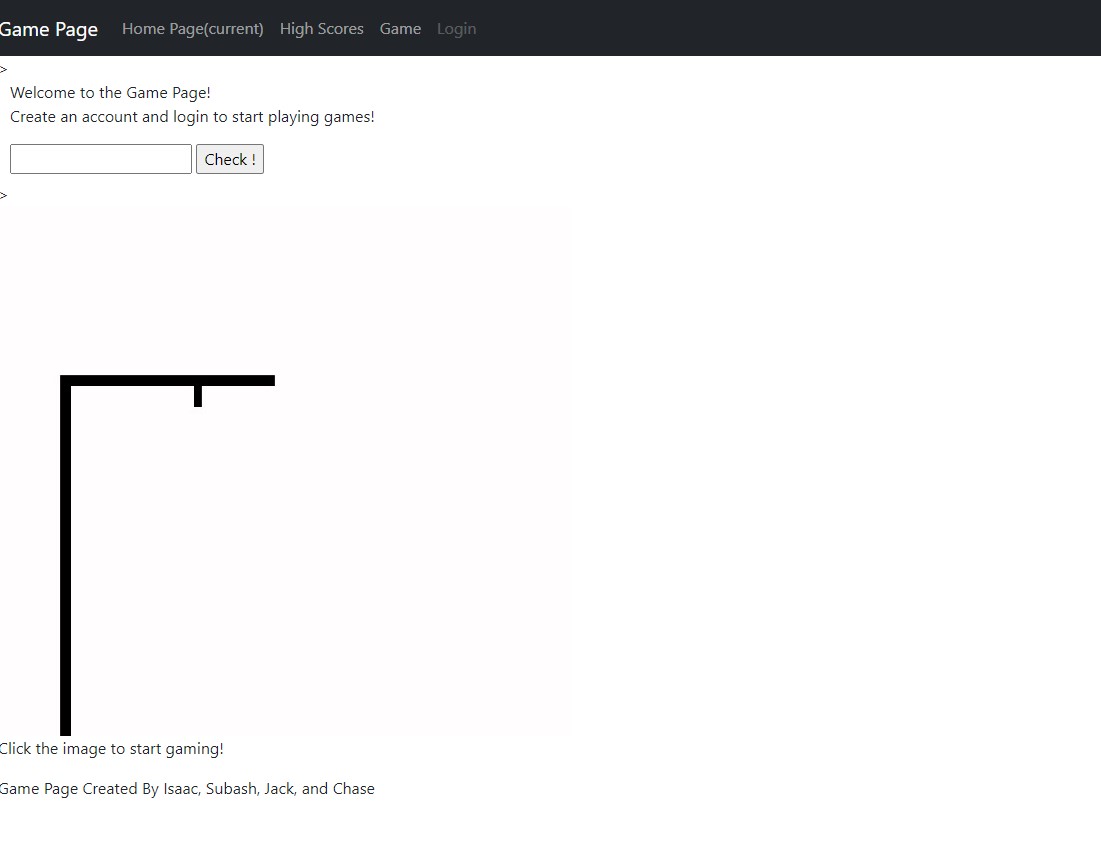 Game Page Home Page(current) High Scores Game Login
>
Welcome to the Game Page!
Create an account and login to start playing games!
Check !
>
Click the image to start gaming!
Game Page Created By Isaac, Subash, Jack, and Chase